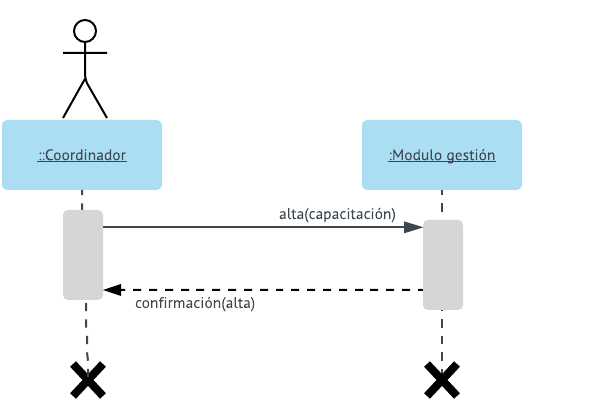 ::Coordinador
:Modulo gestión
alta(capacitación)
confirmación(alta)